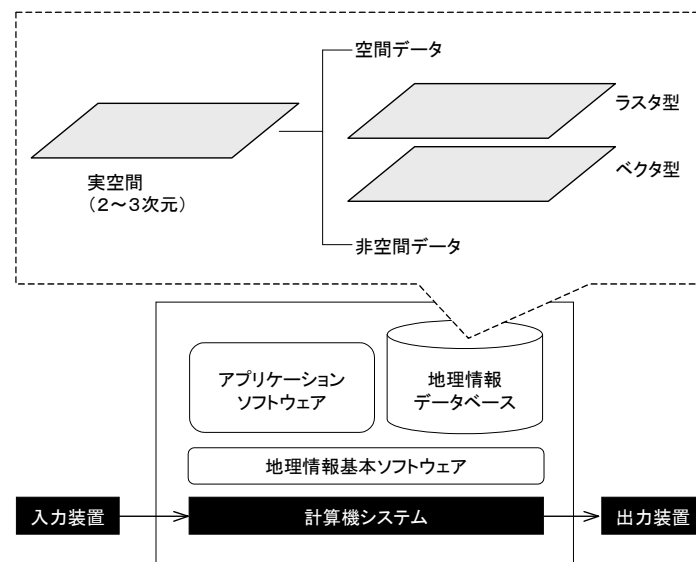 空間データ
ラスタ型
ベクタ型
実空間
(2～3次元)
非空間データ
アプリケーション
ソフトウェア
地理情報
データベース
地理情報基本ソフトウェア
入力装置
計算機システム
出力装置